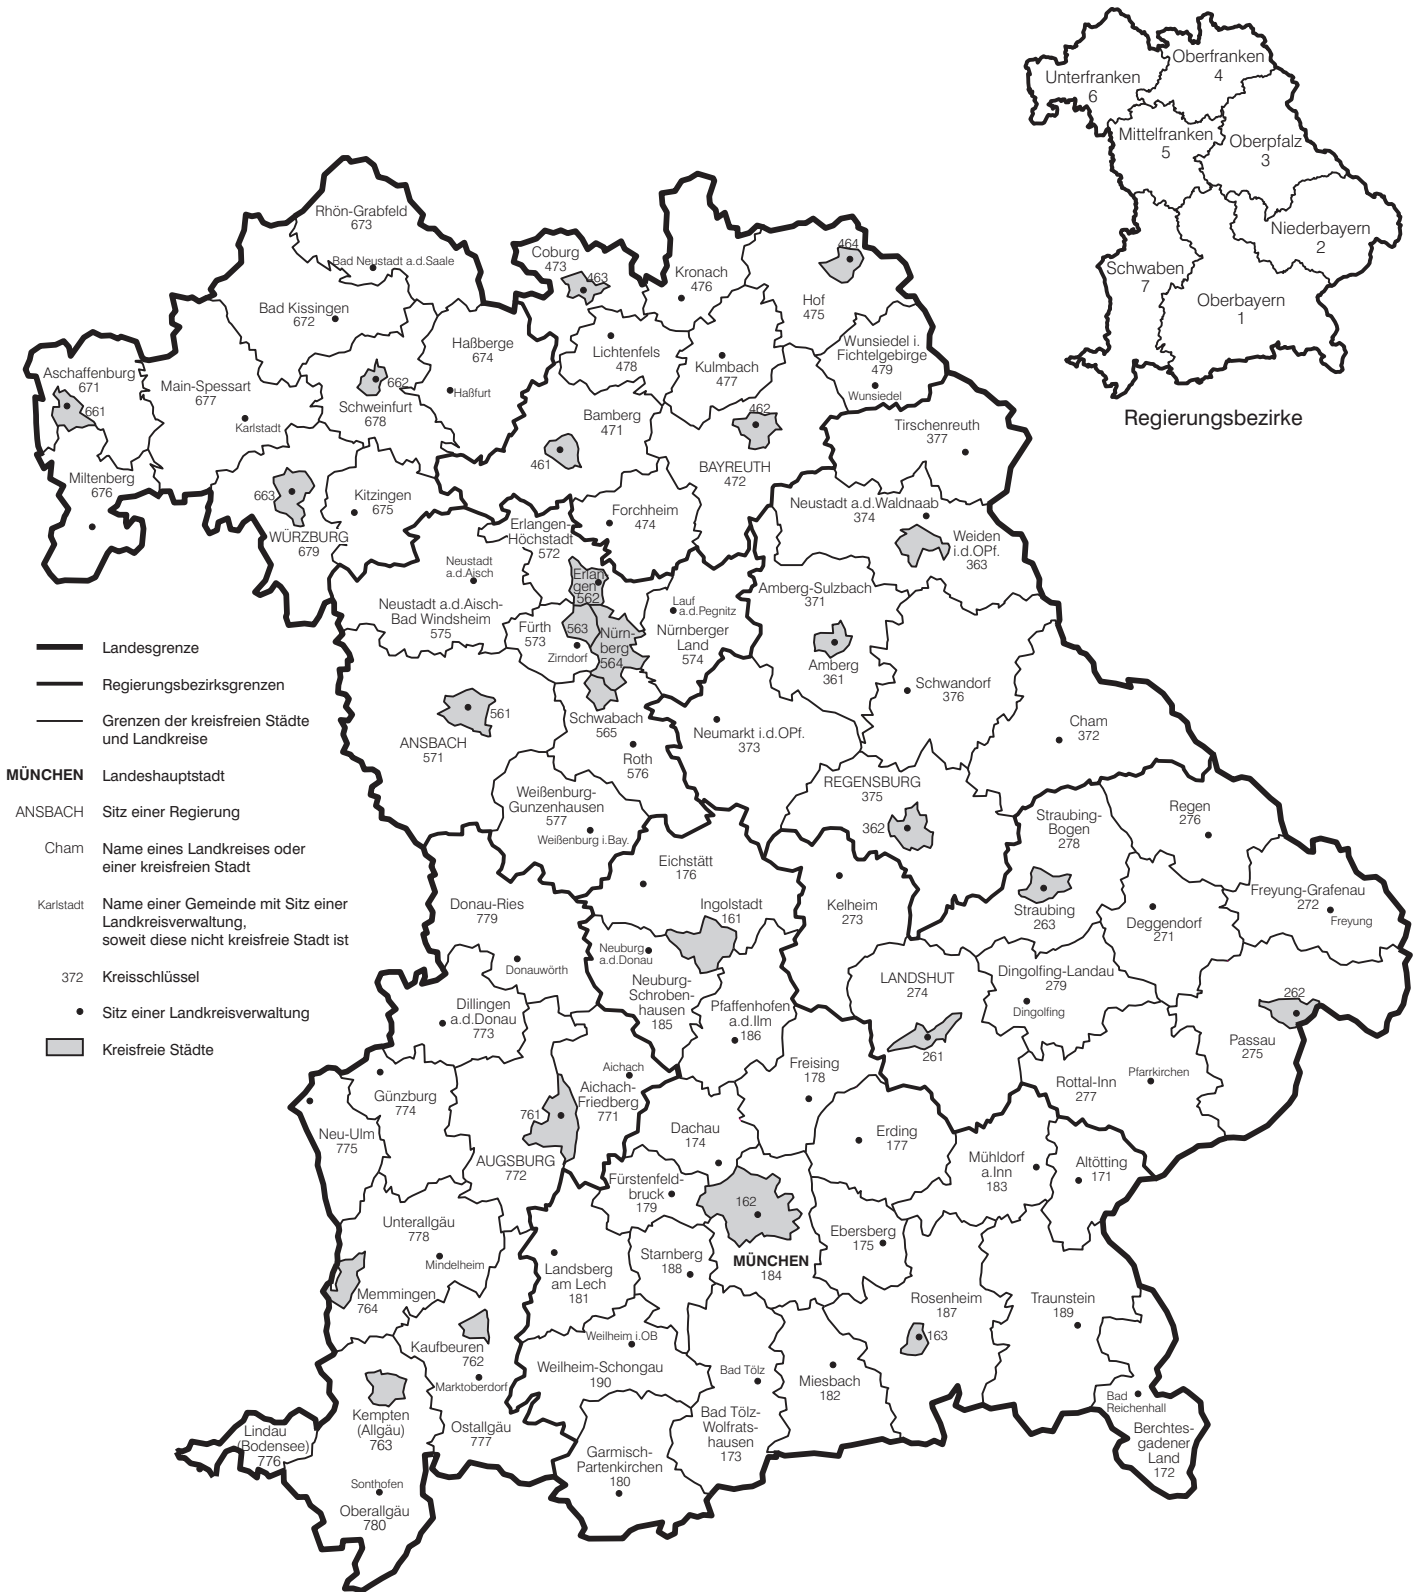 Unterfranken
6
Oberfranken
4
Mittelfranken
5
Oberpfalz
3
Niederbayern
2
Schwaben
7
Oberbayern
1
Regierungsbezirke
Rhön-Grabfeld
673
Bad Neustadt a.d.Saale
Bad Kissingen
672
Haßberge
674
Haßfurt
Aschaffenburg
671
661
Main-Spessart
677
Karlstadt
662
Schweinfurt
678
Miltenberg
676
663
WÜRZBURG
679
Kitzingen
675
Coburg
473
463
Kronach
476
464
Hof
475
Lichtenfels
478
Kulmbach
477
Wunsiedel i.
Fichtelgebirge
479
Wunsiedel
Bamberg
471
461
462
BAYREUTH
472
Forchheim
474
Tirschenreuth
377
Neustadt a.d.Waldnaab
374
Weiden
i.d.OPf.
363
Erlangen-
Höchstadt
572
Neustadt
a.d.Aisch
Neustadt a.d.Aisch-
Bad Windsheim
575
Erlan-
gen
562
Fürth
573
563
Zirndorf
Nürn-
berg
564
Lauf
a.d.Pegnitz
Nürnberger
Land
574
Amberg-Sulzbach
371
Amberg
361
Schwandorf
376
561
ANSBACH
571
Schwabach
565
Roth
576
Neumarkt i.d.OPf.
373
Cham
372
REGENSBURG
375
362
Weißenburg-
Gunzenhausen
577
Weißenburg i.Bay.
Landesgrenze
Regierungsbezirksgrenzen
Grenzen der kreisfreien Städte
und Landkreise
MÜNCHEN Landeshauptstadt
ANSBACH Sitz einer Regierung
Cham Name eines Landkreises oder
einer kreisfreien Stadt
Karlstadt Name einer Gemeinde mit Sitz einer
Landkreisverwaltung,
soweit diese nicht kreisfreie Stadt ist
372 Kreisschlüssel
Sitz einer Landkreisverwaltung
Kreisfreie Städte
Straubing-
Bogen
278
Regen
276
Straubing
263
Deggendorf
271
Freyung-Grafenau
272
Freyung
Eichstätt
176
Ingolstadt
161
Kelheim
273
Donau-Ries
779
Donauwörth
Neuburg
a.d.Donau
Neuburg-
Schroben-
hausen
185
Pfaffenhofen
a.d.Ilm
186
LANDSHUT
274
261
Dingolfing-Landau
279
Dingolfing
262
Passau
275
Rottal-Inn
277
Pfarrkirchen
Dillingen
a.d.Donau
773
Günzburg
774
Neu-Ulm
775
Aichach
Aichach-
Friedberg
771
761
AUGSBURG
772
Freising
178
Dachau
174
Erding
177
Mühldorf
a.Inn
183
Altötting
171
Fürstenfeld-
bruck
179
162
MÜNCHEN
184
Ebersberg
175
Unterallgäu
778
Mindelheim
Memmingen
764
Landsberg
am Lech
181
Starnberg
188
Rosenheim
187
163
Traunstein
189
Kaufbeuren
762
Marktoberdorf
Weilheim i.OB
Weilheim-Schongau
190
Bad Tölz
Bad Tölz-
Wolfrats-
hausen
173
Miesbach
182
Bad
Reichenhall
Berchtes-
gadener
Land
172
Lindau
(Bodensee)
776
Kempten
(Allgäu)
763
Ostallgäu
777
Garmisch-
Partenkirchen
180
Sonthofen
Oberallgäu
780